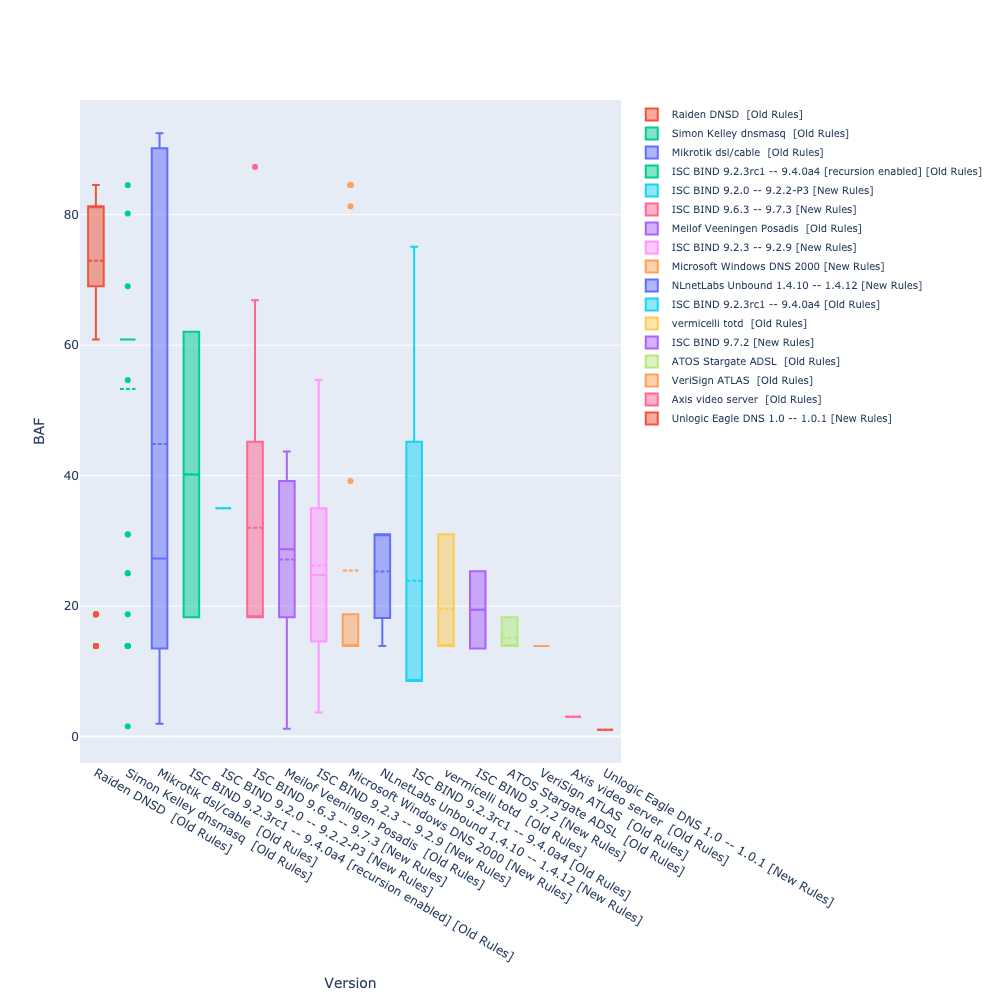 BAF
80
60
40
20
0
Raiden DNSD  [Old Rules]
Simon Kelley dnsmasq  [Old Rules]
Mikrotik dsl/cable  [Old Rules]
ISC BIND 9.2.3rc1 -- 9.4.0a4 [recursion enabled] [Old Rules]
ISC BIND 9.2.0 -- 9.2.2-P3 [New Rules]
ISC BIND 9.6.3 -- 9.7.3 [New Rules]
Meilof Veeningen Posadis  [Old Rules]
ISC BIND 9.2.3 -- 9.2.9 [New Rules]
Microsoft Windows DNS 2000 [New Rules]
NLnetLabs Unbound 1.4.10 -- 1.4.12 [New Rules]
ISC BIND 9.2.3rc1 -- 9.4.0a4 [Old Rules]
vermicelli totd  [Old Rules]
ISC BIND 9.7.2 [New Rules]
ATOS Stargate ADSL  [Old Rules]
VeriSign ATLAS  [Old Rules]
Axis video server  [Old Rules]
Unlogic Eagle DNS 1.0 -- 1.0.1 [New Rules]
Version
Raiden DNSD  [Old Rules]
Simon Kelley dnsmasq  [Old Rules]
Mikrotik dsl/cable  [Old Rules]
ISC BIND 9.2.3rc1 -- 9.4.0a4 [recursion enabled] [Old Rules]
ISC BIND 9.2.0 -- 9.2.2-P3 [New Rules]
ISC BIND 9.6.3 -- 9.7.3 [New Rules]
Meilof Veeningen Posadis  [Old Rules]
ISC BIND 9.2.3 -- 9.2.9 [New Rules]
Microsoft Windows DNS 2000 [New Rules]
NLnetLabs Unbound 1.4.10 -- 1.4.12 [New Rules]
ISC BIND 9.2.3rc1 -- 9.4.0a4 [Old Rules]
vermicelli totd  [Old Rules]
ISC BIND 9.7.2 [New Rules]
ATOS Stargate ADSL  [Old Rules]
VeriSign ATLAS  [Old Rules]
Axis video server  [Old Rules]
Unlogic Eagle DNS 1.0 -- 1.0.1 [New Rules]